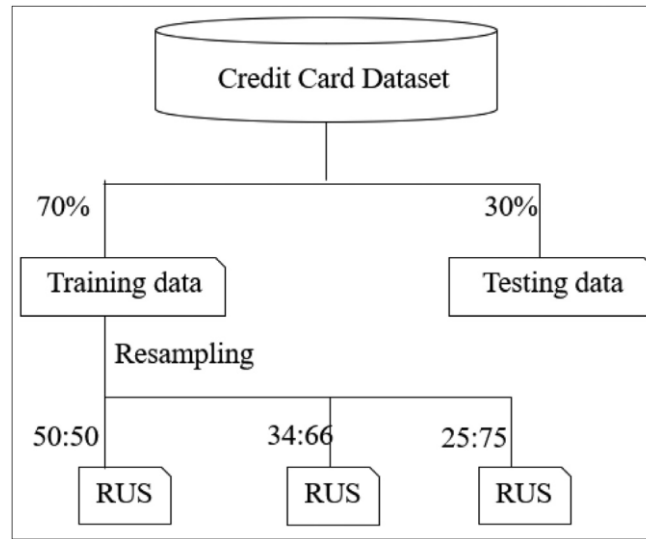 Credit Card Dataset
70%
30%
Training data
Testing data
Resampling
50:50
34:66
25:75
RUS
RUS
RUS